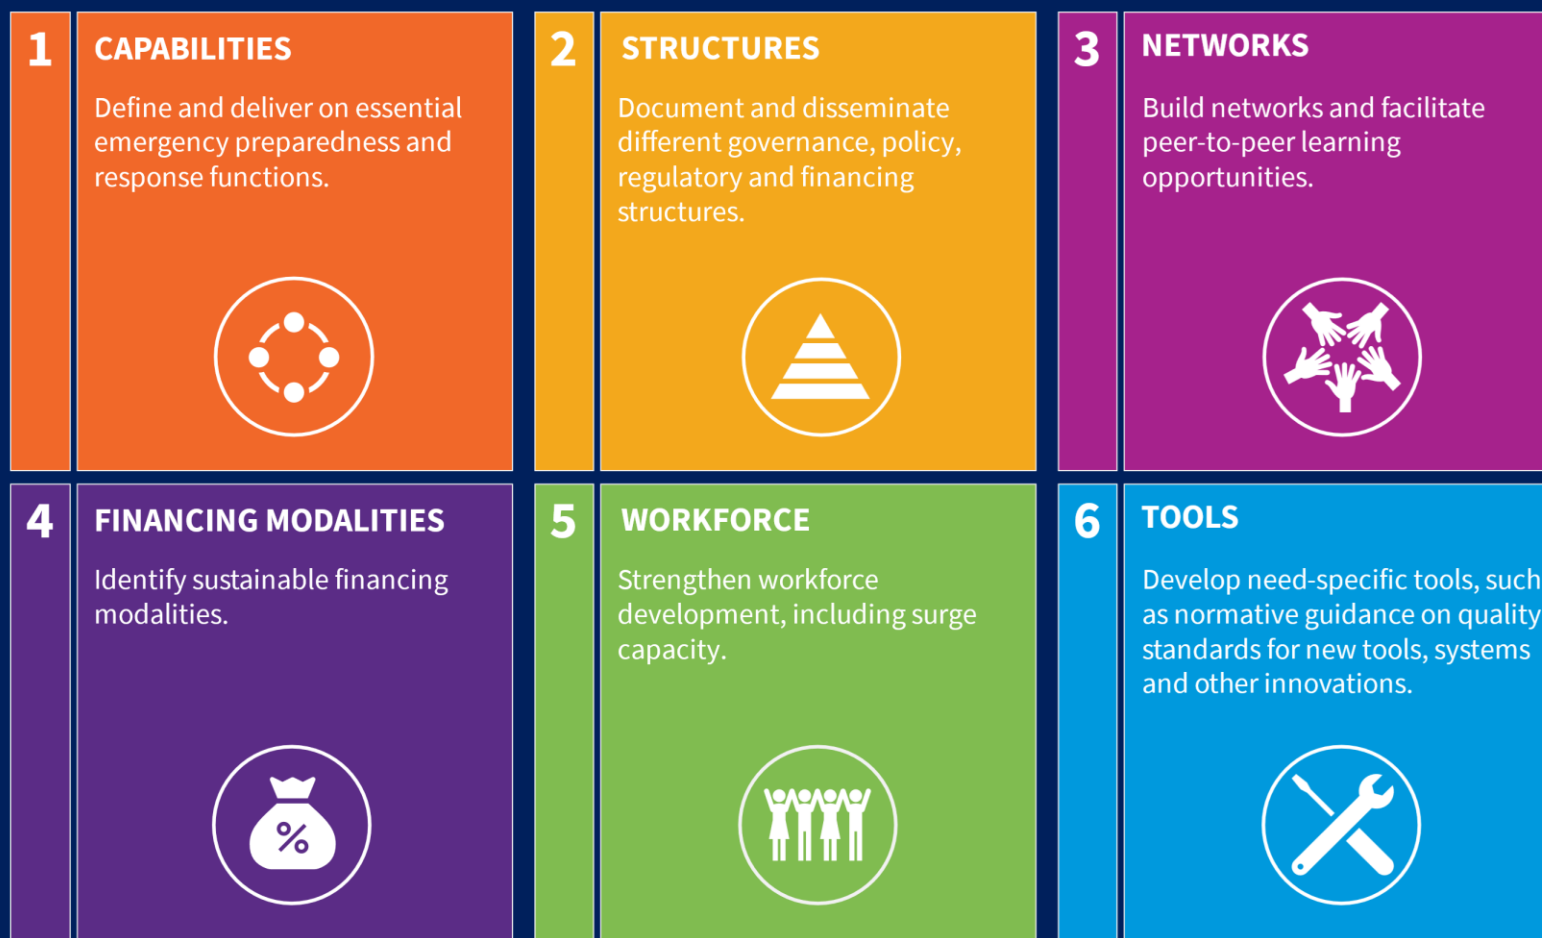 1
CAPABILITIES
Define and deliver on essential
emergency preparedness and
response functions.
2
STRUCTURES
Document and disseminate
different governance, policy,
regulatory and financing
structures.
3
NETWORKS
Build networks and facilitate
peer-to-peer learning
opportunities.
4
FINANCING MODALITIES
Identify sustainable financing
modalities.
%
5
WORKFORCE
Strengthen workforce
development, including surge
capacity.
6
TOOLS
Develop need-specific tools, such
as normative guidance on quality
standards for new tools, systems
and other innovations.